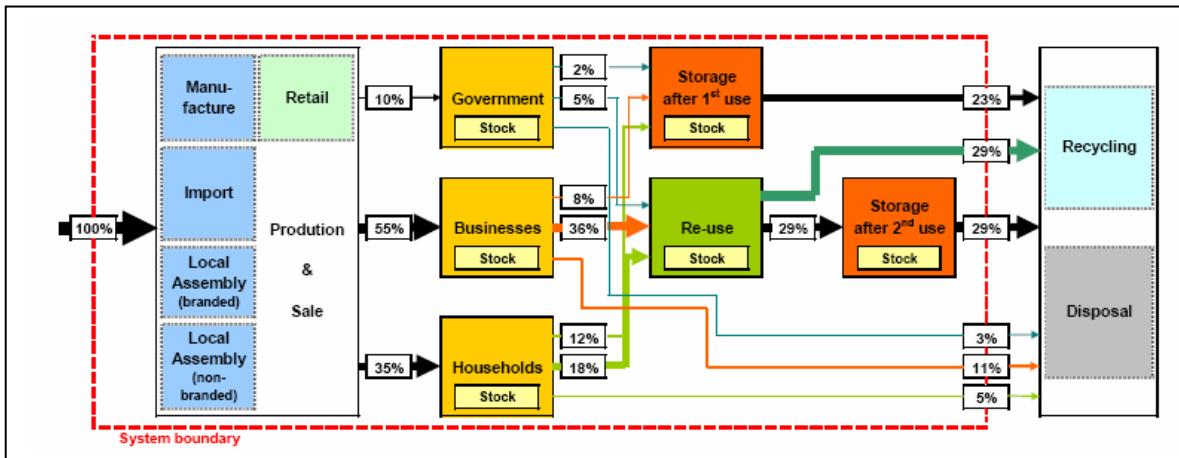 Manu-
facture
Retail
Import
Local
Assembly
(branded)
Local
Assembly
(non-
branded)
Prodution
&
Sale
100%
10%
55%
35%
Government
Stock
Businesses
Stock
Households
Stock
2%
5%
8%
36%
12%
18%
Storage
after 1st use
Stock
Re-use
Stock
29%
Storage
after 2nd use
Stock
23%
29%
29%
3%
11%
5%
Recycling
Disposal
System boundary